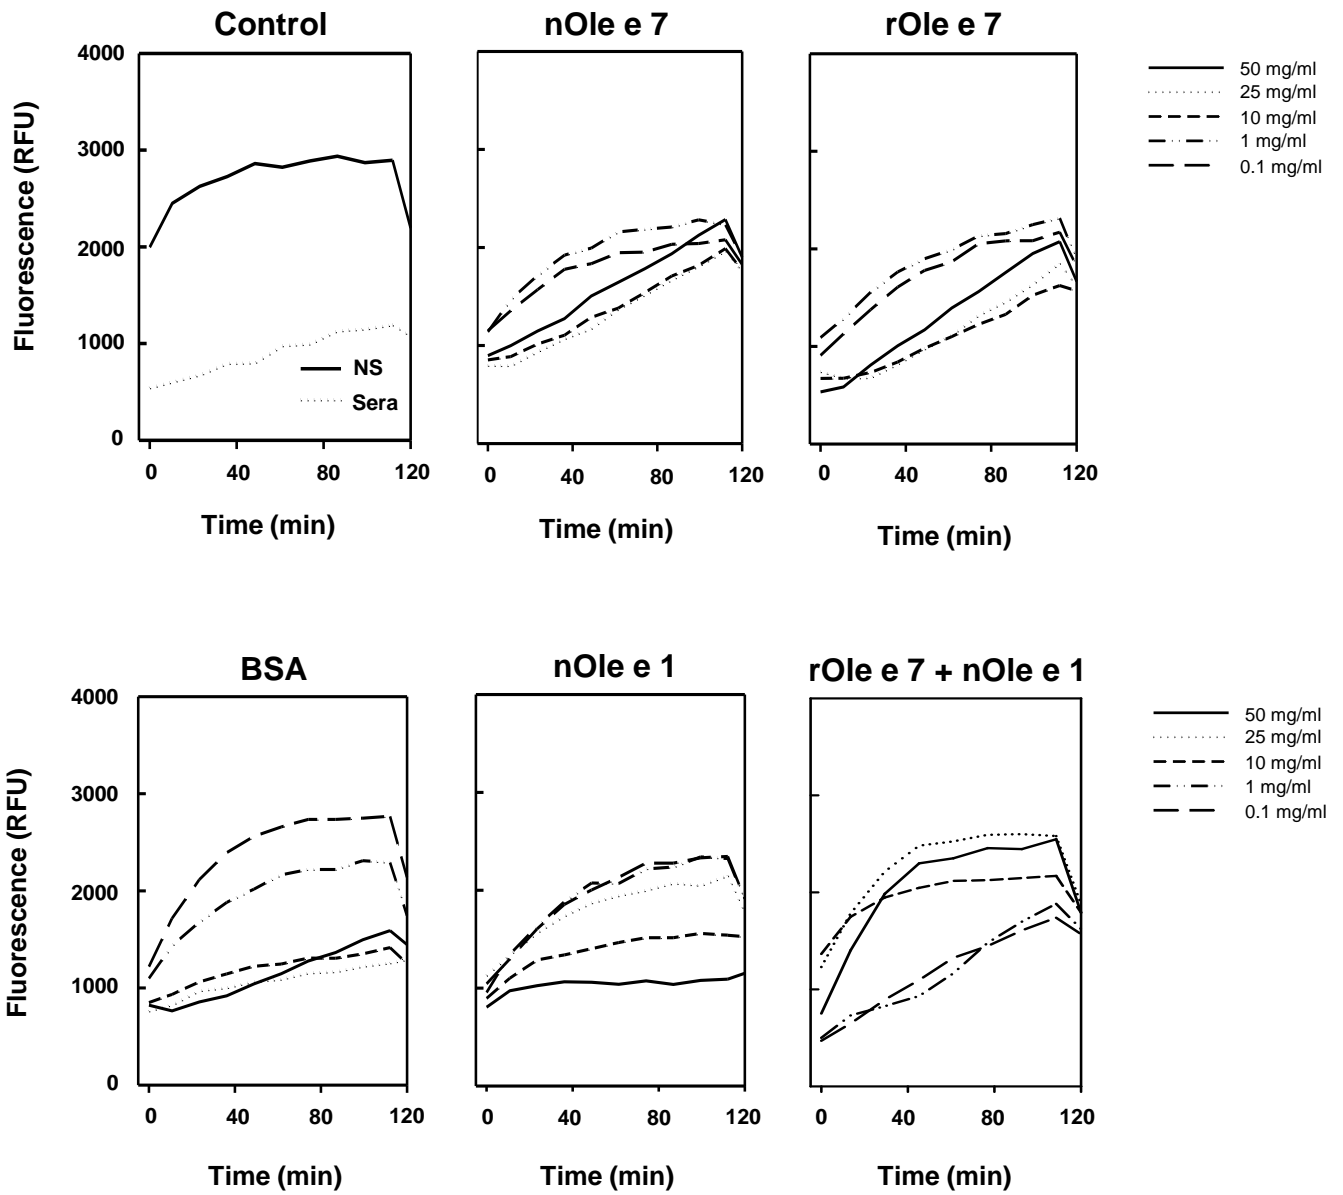 Control
nOle e 7
rOle e 7
Fluorescence (RFU)
4000
3000
2000
1000
0
NS
Sera
0 40 80 120
0 40 80 120
0 40 80 120
Time (min)
Time (min)
Time (min)
50 mg/ml
25 mg/ml
10 mg/ml
1 mg/ml
0.1 mg/ml
BSA
nOle e 1
rOle e 7 + nOle e 1
Fluorescence (RFU)
4000
3000
2000
1000
0
0 40 80 120
0 40 80 120
0 40 80 120
Time (min)
Time (min)
Time (min)
50 mg/ml
25 mg/ml
10 mg/ml
1 mg/ml
0.1 mg/ml